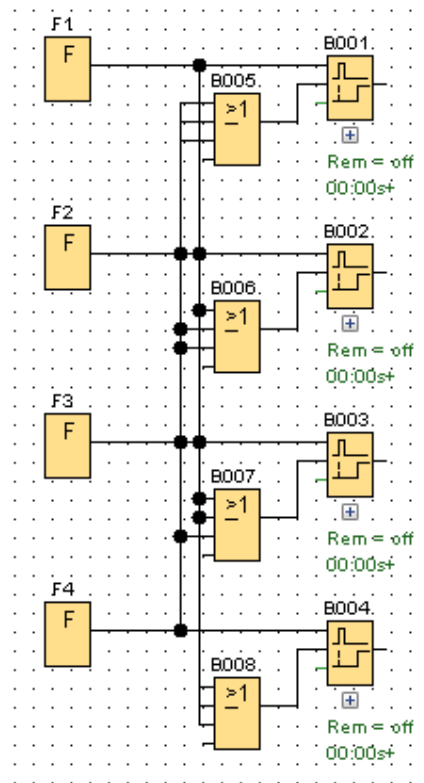 F1
F
B001
B005
>1
Rem = off
00:00s+
F2
F
B002
B006
>1
Rem = off
00:00s+
F3
F
B003
B007
>1
Rem = off
00:00s+
F4
F
B004
B008
>1
Rem = off
00:00s+